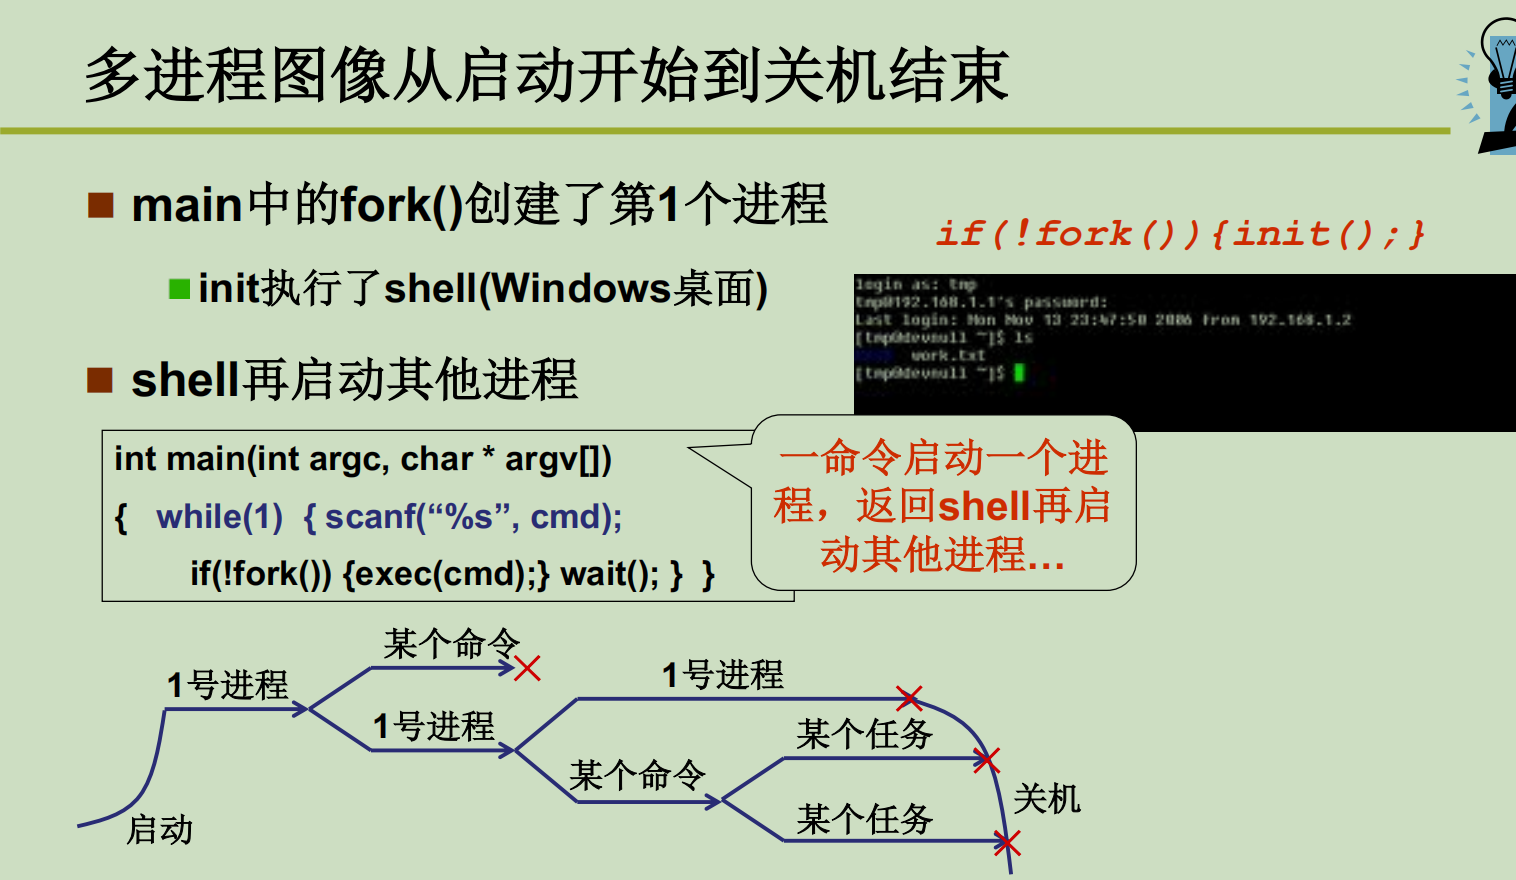 多进程图像从启动开始到关机结束
main中的fork()创建了第1个进程
if(!fork()){init();}
init执行了shell(Windows桌面)
login as: tmp
tmp@192.168.1.1's password:
Last login: Mon Nov 13 23:47:50 2006 from 192.168.1.2
[tmp@devnull ~]$ ls
work.txt
[tmp@devnull ~]$
shell再启动其他进程
int main(int argc, char * argv[])
{ while(1) { scanf(“%s”, cmd);
if(!fork()) {exec(cmd);} wait(); } }
一命令启动一个进
程，返回shell再启
动其他进程…
某个命令
1号进程
1号进程
1号进程
某个命令
某个任务
某个任务
启动
关机